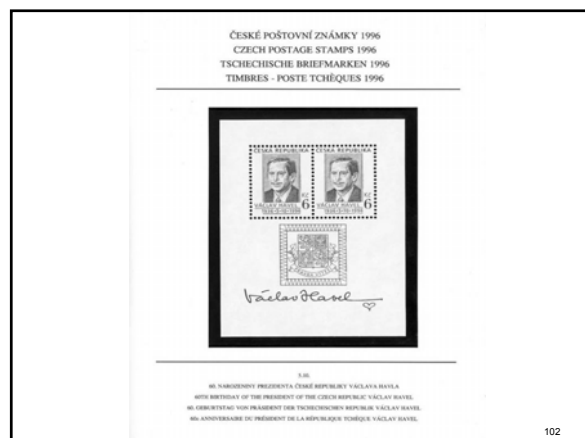 ČESKÉ POŠTOVNÍ ZNÁMKY 1996
CZECH POSTAGE STAMPS 1996
TSCHECHISCHE BRIEFMARKEN 1996
TIMBRES - POSTE TCHÈQUES 1996
ČESKÁ REPUBLIKA ČESKÁ REPUBLIKA
Kč Kč
VÁCLAV HAVEL 6 VÁCLAV HAVEL 6
Václav Havel
5.10.
60. NAROZENINY PREZIDENTA ČESKÉ REPUBLIKY VÁCLAVA HAVLA
60TH BIRTHDAY OF THE PRESIDENT OF THE CZECH REPUBLIC VÁCLAV HAVEL
60. GEBURTSTAG VON PRÄSIDENT DER TSCHECHISCHEN REPUBLIK VÁCLAV HAVEL
60e ANNIVERSAIRE DU PRÉSIDENT DE LA RÉPUBLIQUE TCHÈQUE VÁCLAV HAVEL
102